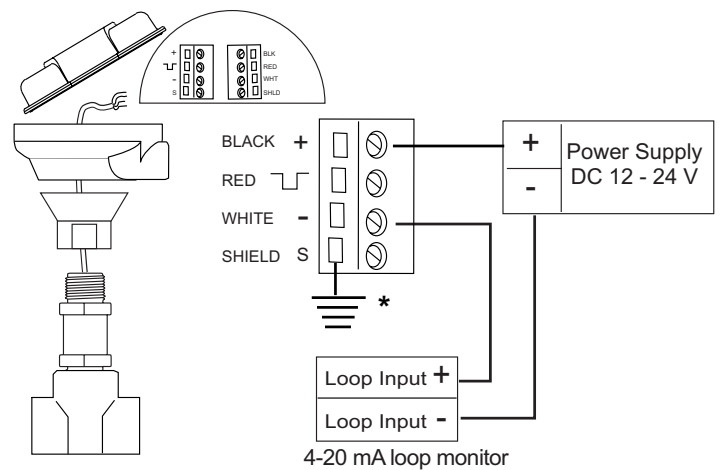 + BLK
RED
- WHT
S SHLD
BLACK +
RED
WHITE -
SHIELD S
*
+ Power Supply
- DC 12 - 24 V
Loop Input +
Loop Input -
4-20 mA loop monitor